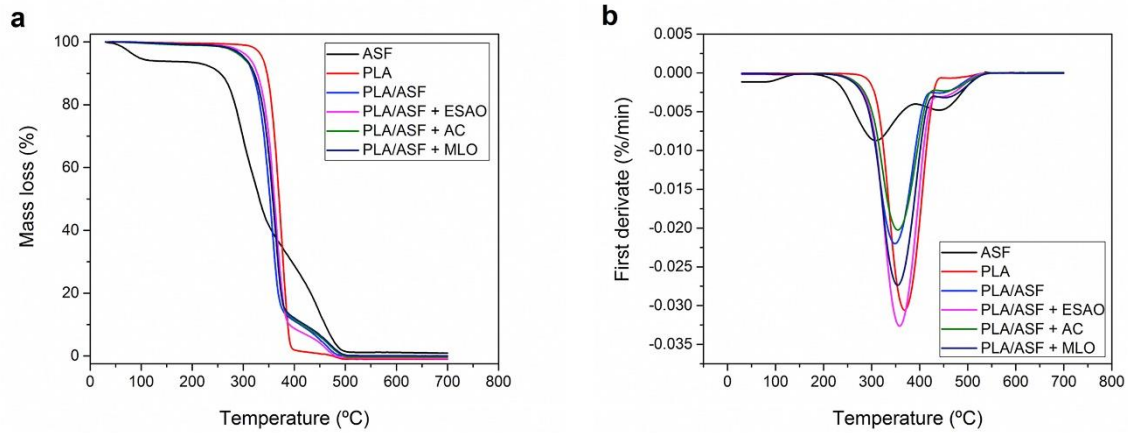 a
100
80
60
40
20
0
Mass loss (%)
0 100 200 300 400 500 600 700 800
Temperature (ºC)
ASF
PLA
PLA/ASF
PLA/ASF + ESAO
PLA/ASF + AC
PLA/ASF + MLO
b
0.005
0.000
-0.005
-0.010
-0.015
-0.020
-0.025
-0.030
-0.035
First derivate (%/min)
0 100 200 300 400 500 600 700 800
Temperature (ºC)
ASF
PLA
PLA/ASF
PLA/ASF + ESAO
PLA/ASF + AC
PLA/ASF + MLO